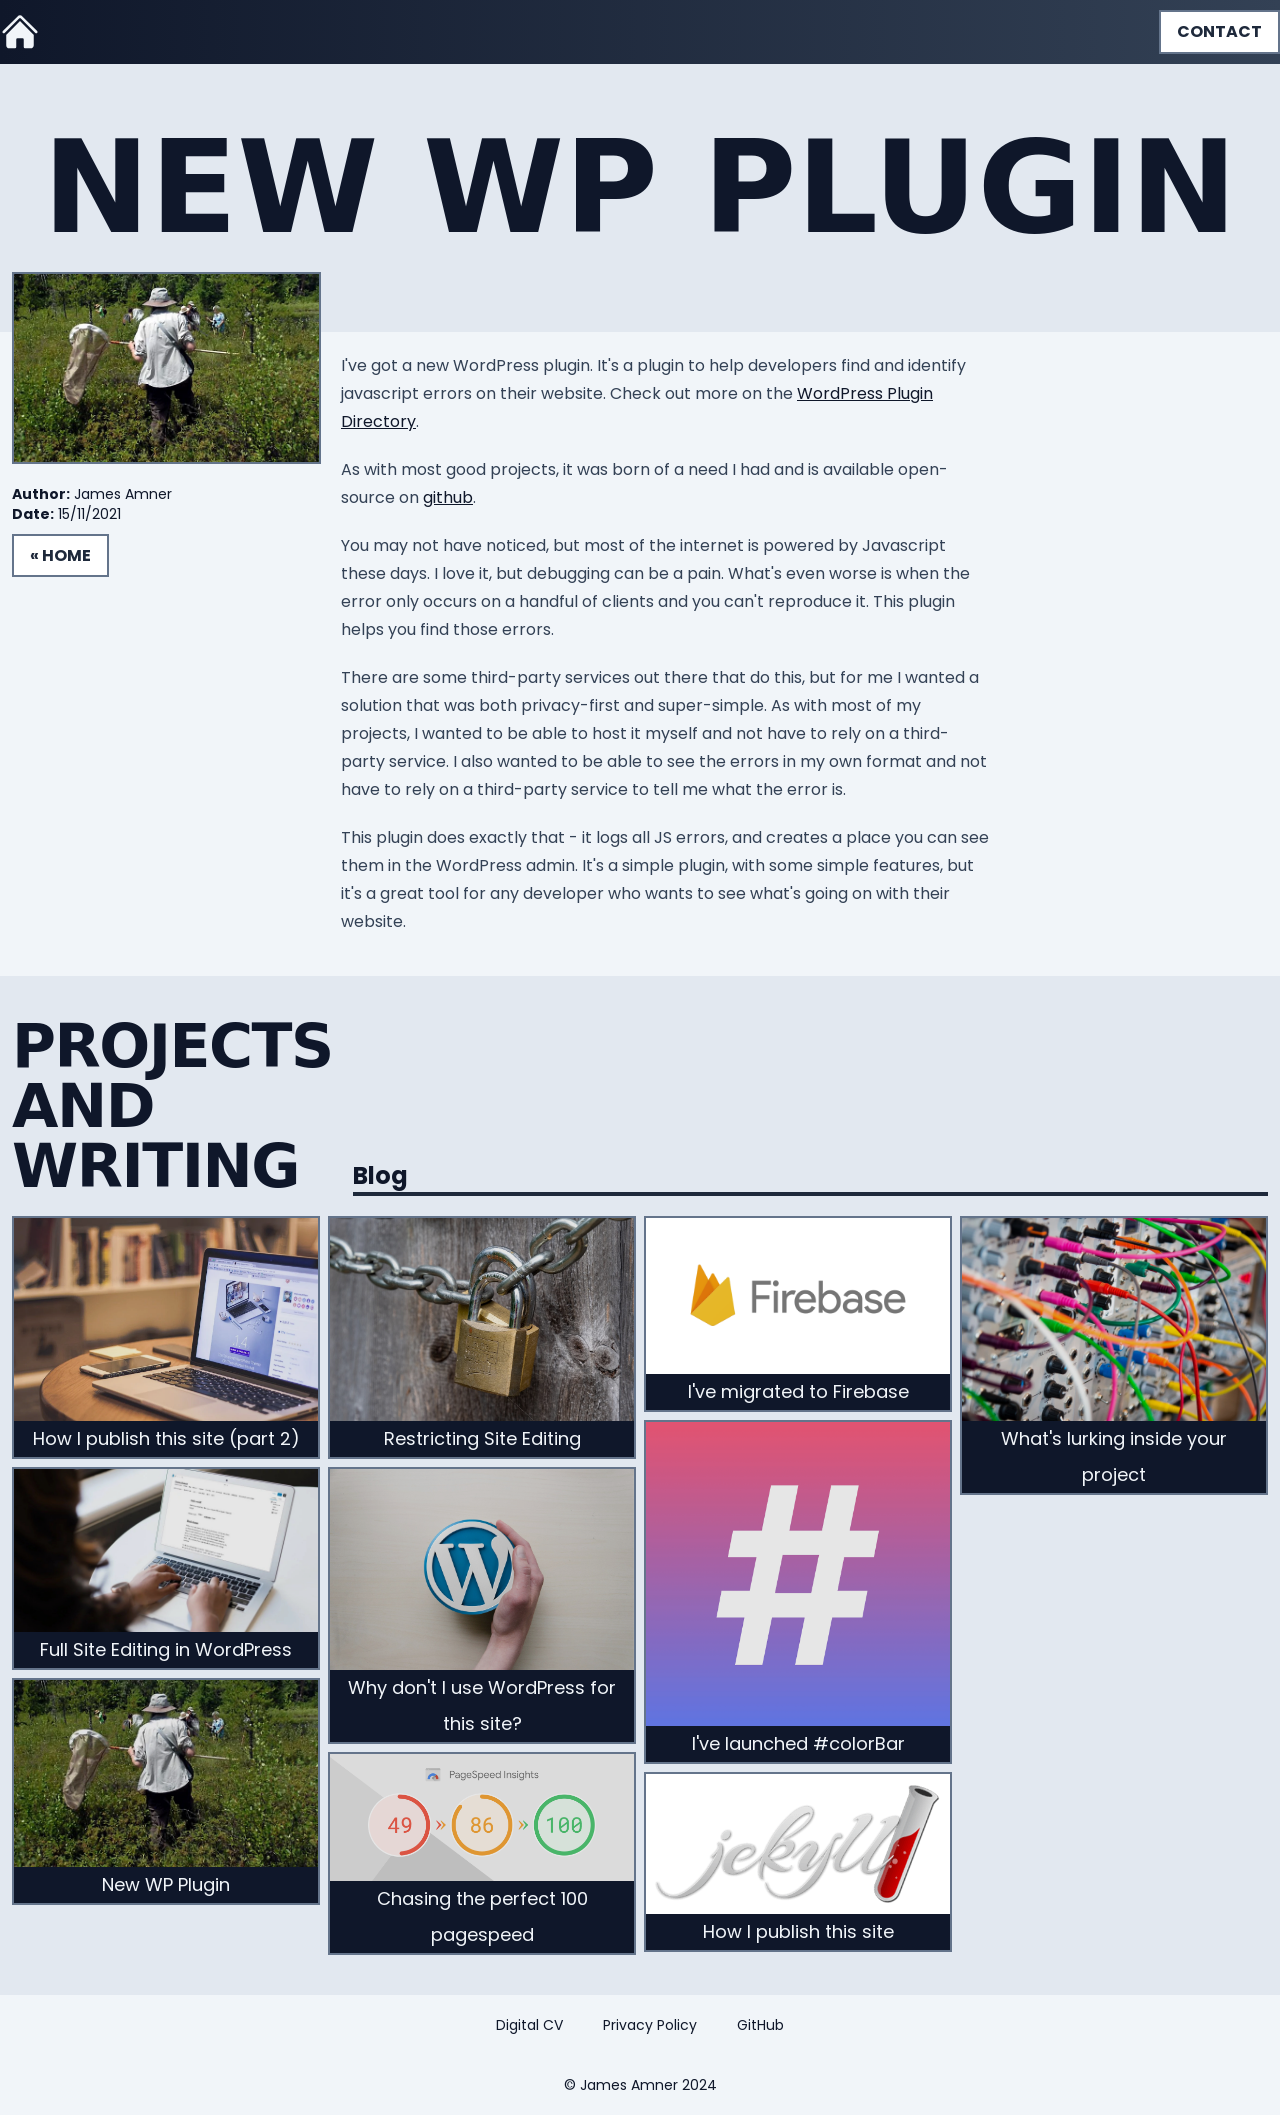 CONTACT
NEW WP PLUGIN
I've got a new WordPress plugin. It's a plugin to help developers find and identify
javascript errors on their website. Check out more on the WordPress Plugin
Directory.
As with most good projects, it was born of a need I had and is available open-
source on github.
You may not have noticed, but most of the internet is powered by Javascript
these days. I love it, but debugging can be a pain. What's even worse is when the
error only occurs on a handful of clients and you can't reproduce it. This plugin
helps you find those errors.
There are some third-party services out there that do this, but for me I wanted a
solution that was both privacy-first and super-simple. As with most of my
projects, I wanted to be able to host it myself and not have to rely on a third-
party service. I also wanted to be able to see the errors in my own format and not
have to rely on a third-party service to tell me what the error is.
This plugin does exactly that - it logs all JS errors, and creates a place you can see
them in the WordPress admin. It's a simple plugin, with some simple features, but
it's a great tool for any developer who wants to see what's going on with their
website.
Author: James Amner
Date: 15/11/2021
« HOME
PROJECTS
AND
WRITING
Blog
How I publish this site (part 2)
Full Site Editing in WordPress
New WP Plugin
Restricting Site Editing
W
Why don't I use WordPress for
this site?
PageSpeed Insights
49 » 86 » 100
Chasing the perfect 100
pagespeed
Firebase
I've migrated to Firebase
#
I've launched #colorBar
jekyll
How I publish this site
What's lurking inside your
project
Digital CV Privacy Policy GitHub
© James Amner 2024